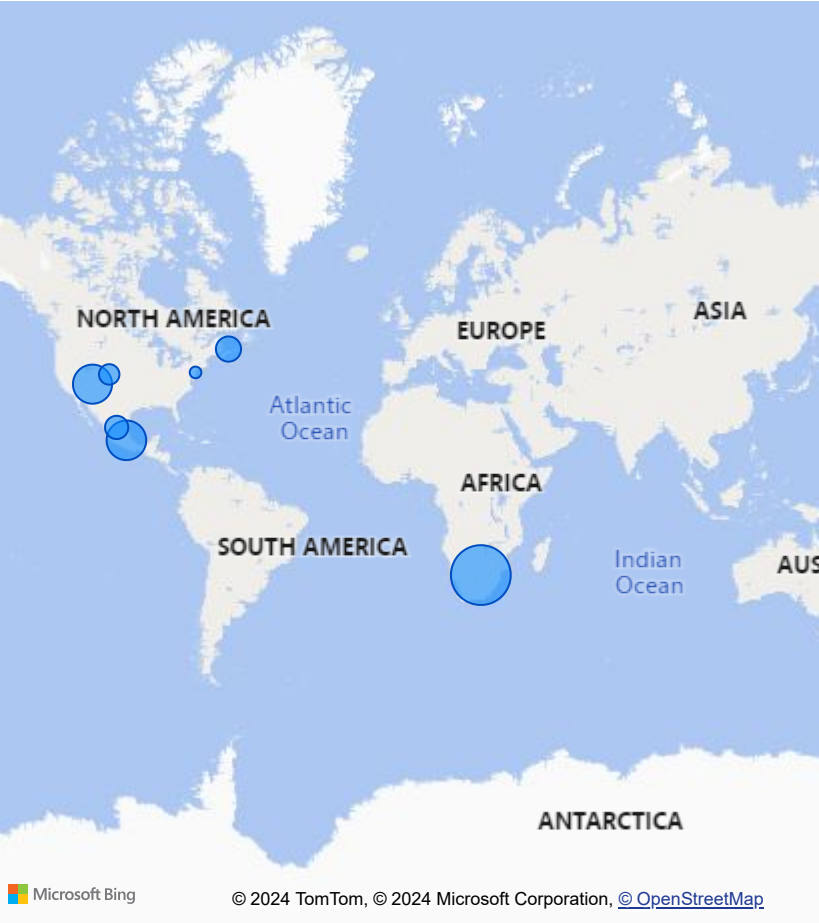 NORTH AMERICA
ASIA
EUROPE
Atlantic
Ocean
AFRICA
SOUTH AMERICA
Indian
Ocean
AUS
ANTARCTICA
Microsoft Bing
© 2024 TomTom, © 2024 Microsoft Corporation, © OpenStreetMap